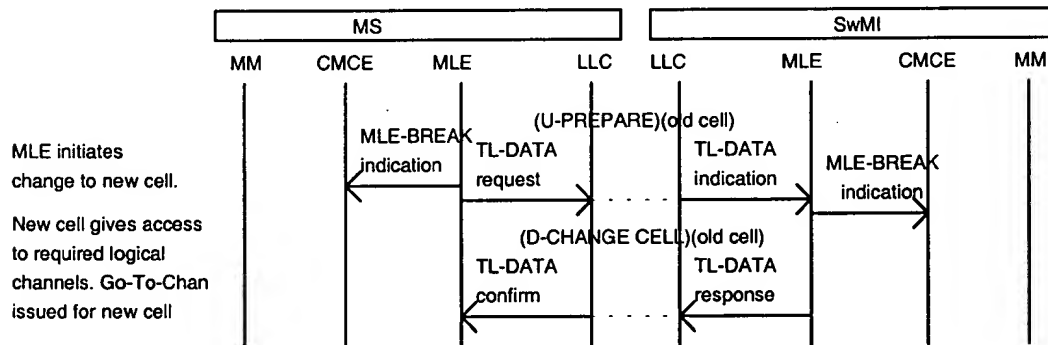 MS
SwMI
MM CMCE MLE LLC LLC MLE CMCE MM
(U-PREPARE)(old cell)
MLE-BREAK
indication
TL-DATA
request
TL-DATA
indication
MLE-BREAK
indication
MLE initiates
change to new cell.
New cell gives access
to required logical
channels. Go-To-Chan
issued for new cell
(D-CHANGE CELL)(old cell)
TL-DATA
confirm
TL-DATA
response